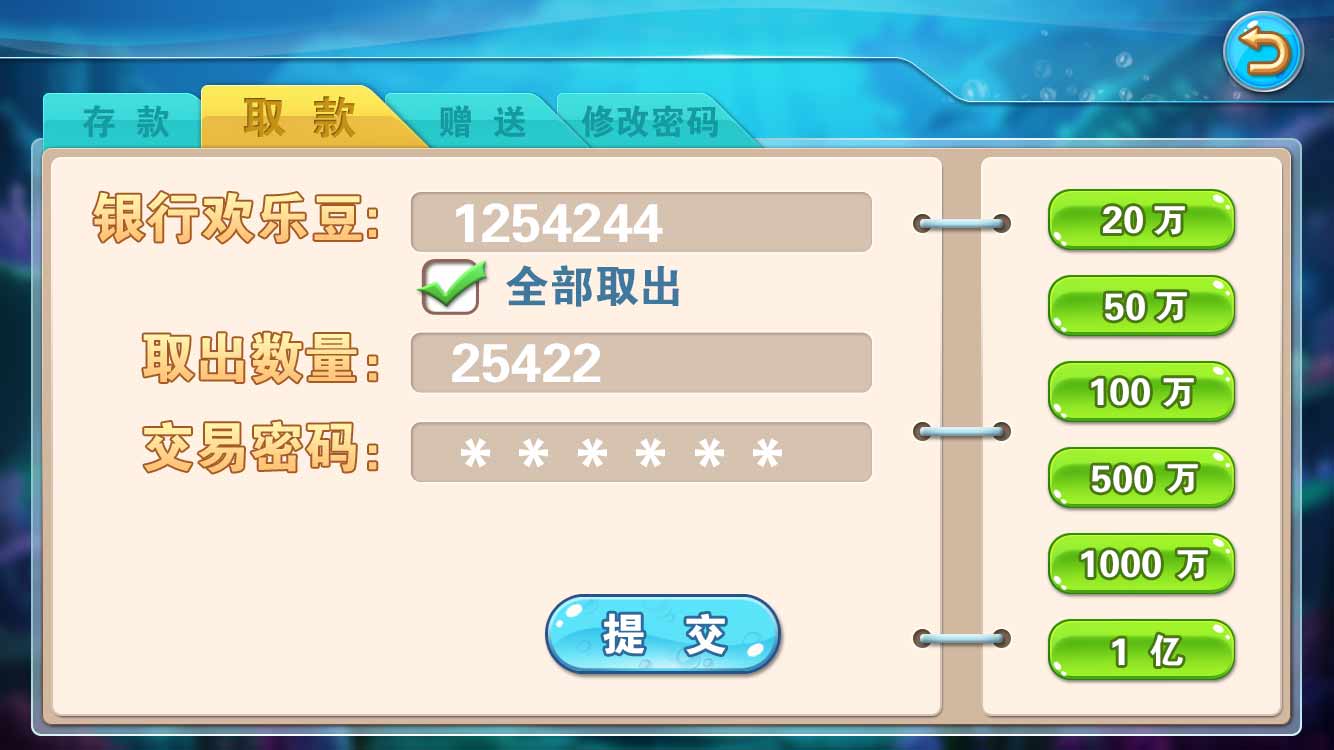 存 款
取 款
赠 送
修改密码
银行欢乐豆:
1254244
全部取出
取出数量:
25422
交易密码:
* * * * * *
提 交
20 万
50 万
100 万
500 万
1000 万
1 亿